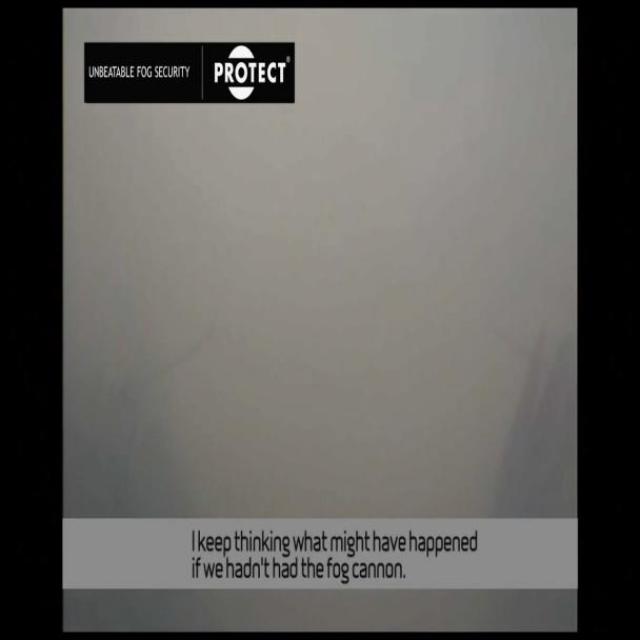 UNBEATABLE FOG SECURITY
PROTECT®
I keep thinking what might have happened
if we hadn't had the fog cannon.